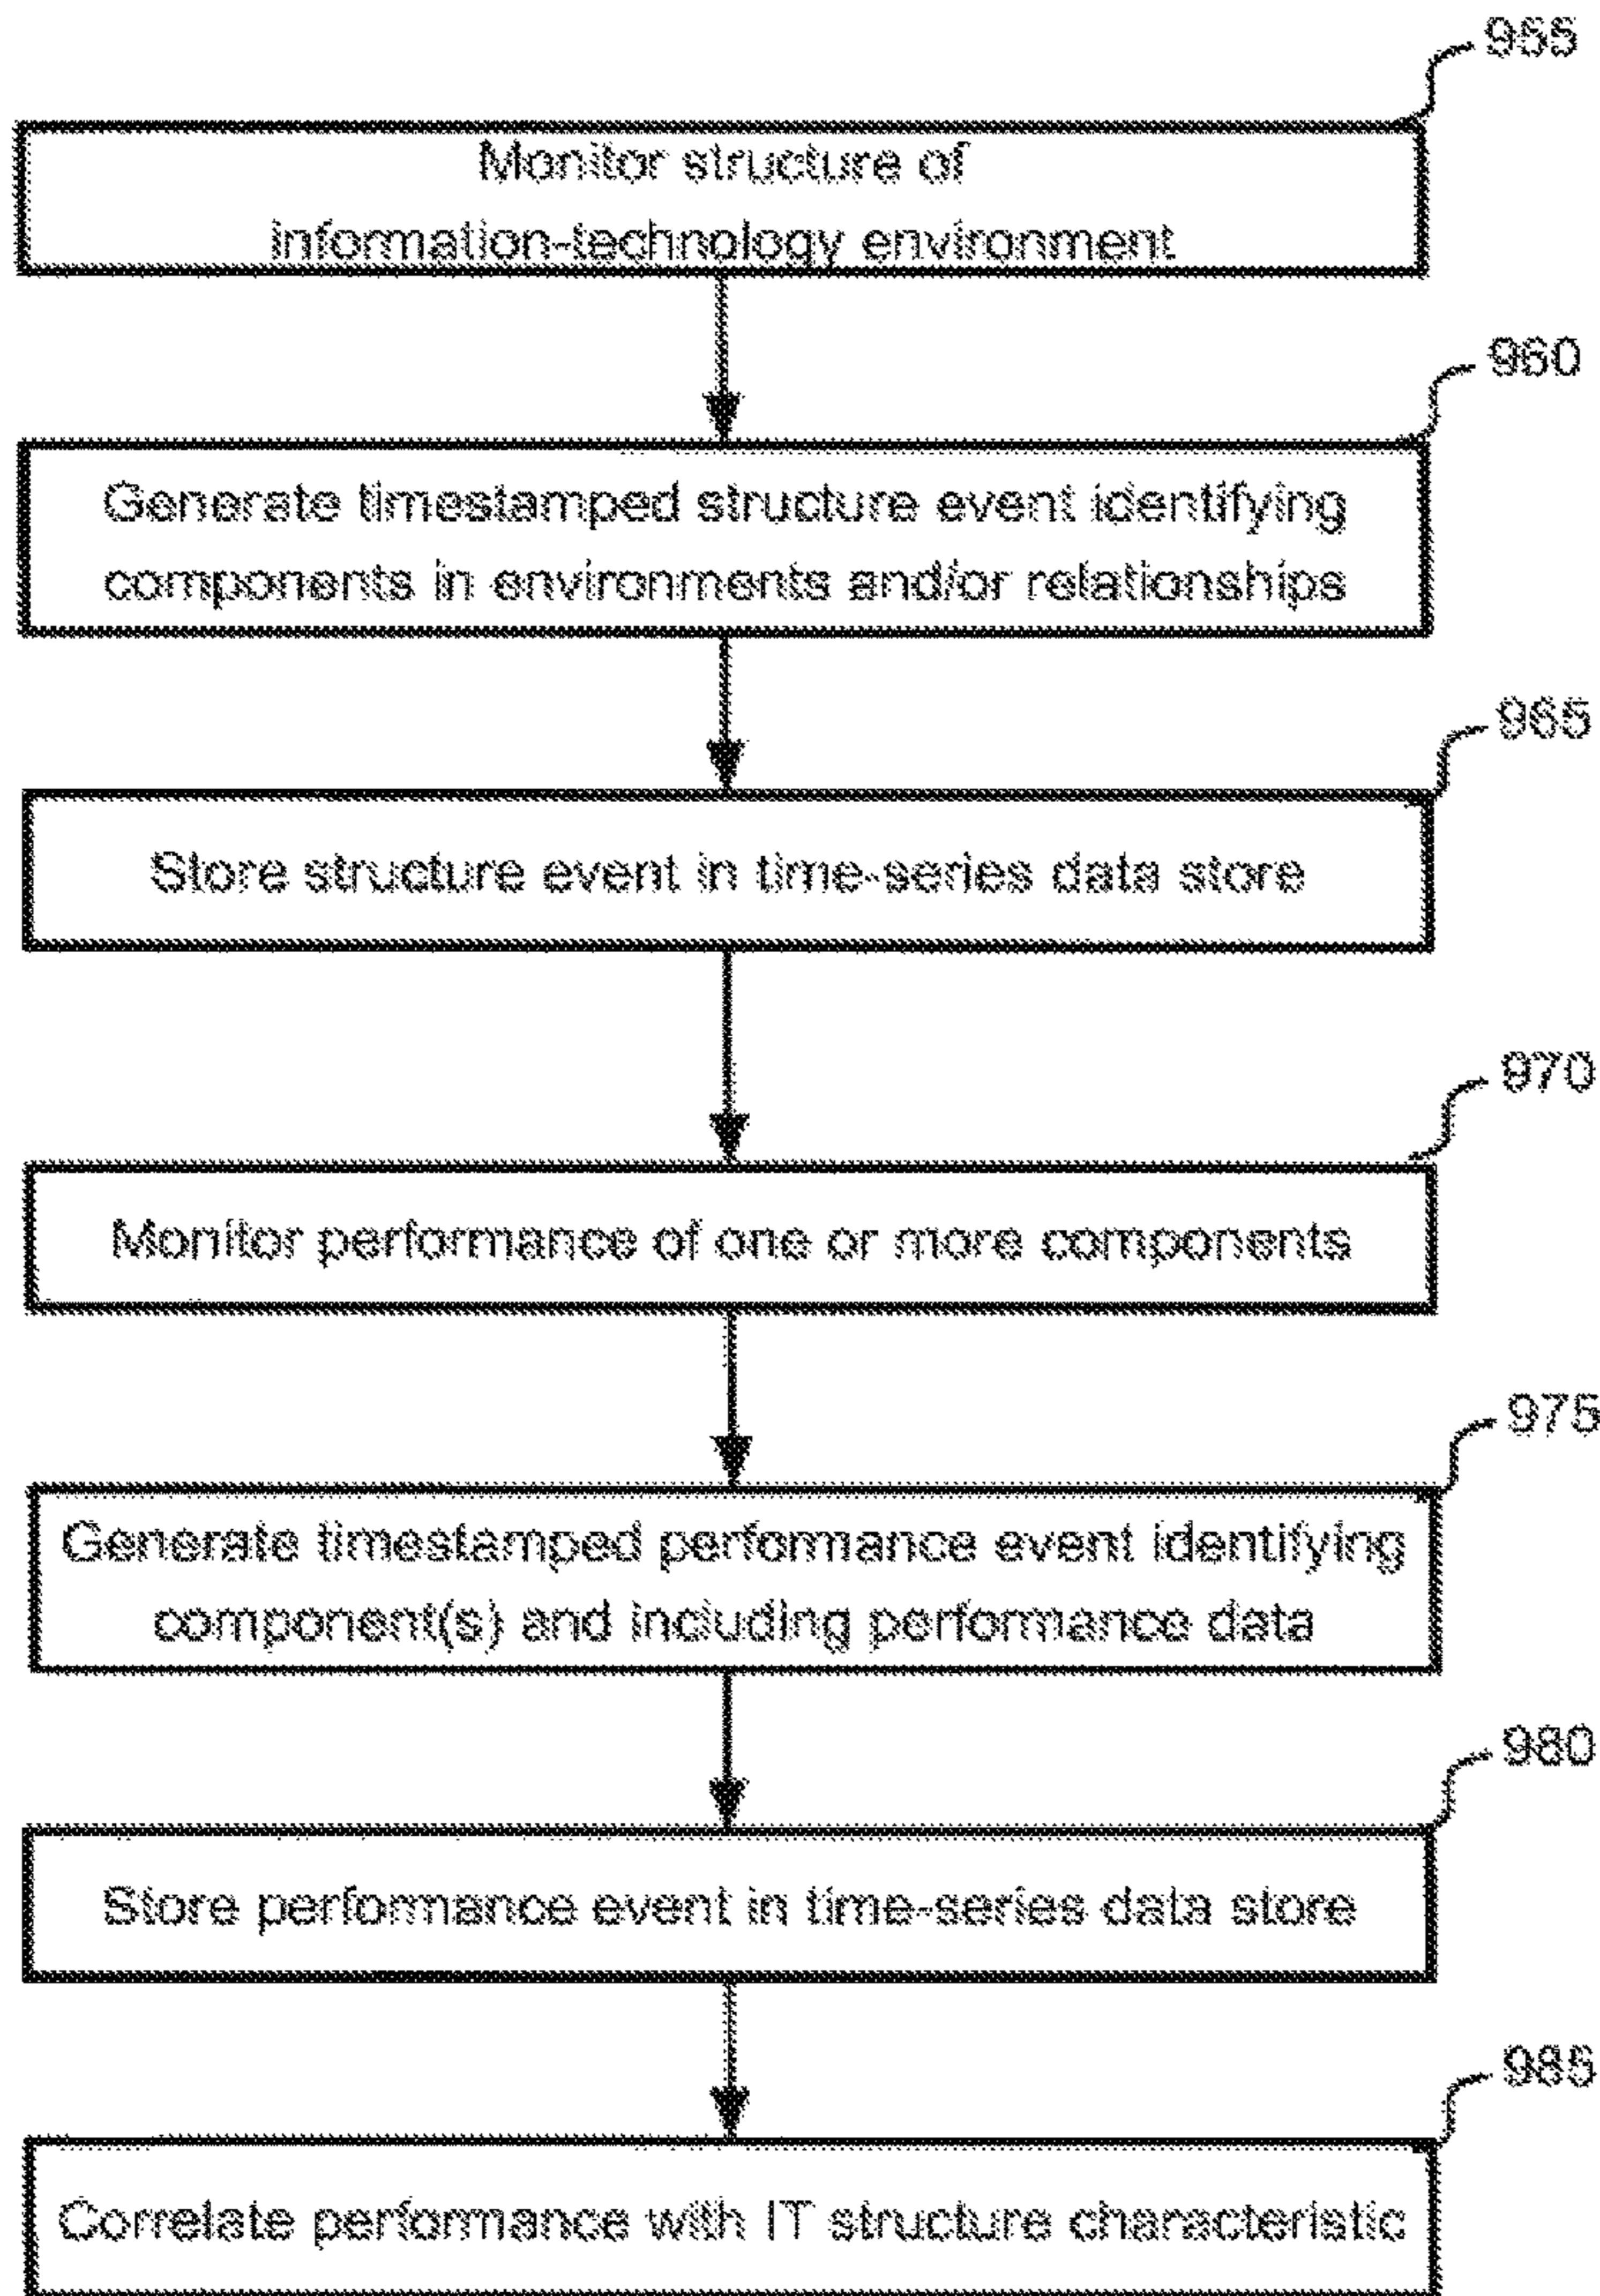 955
Monitor structure of
information-technology environment
960
Generate timestamped structure event identifying
components in environments and/or relationships
965
Store structure event in time-series data store
970
Monitor performance of one or more components
975
Generate timestamped performance event identifying
component(s) and including performance data
980
Store performance event in time-series data store
985
Correlate performance with IT structure characteristic